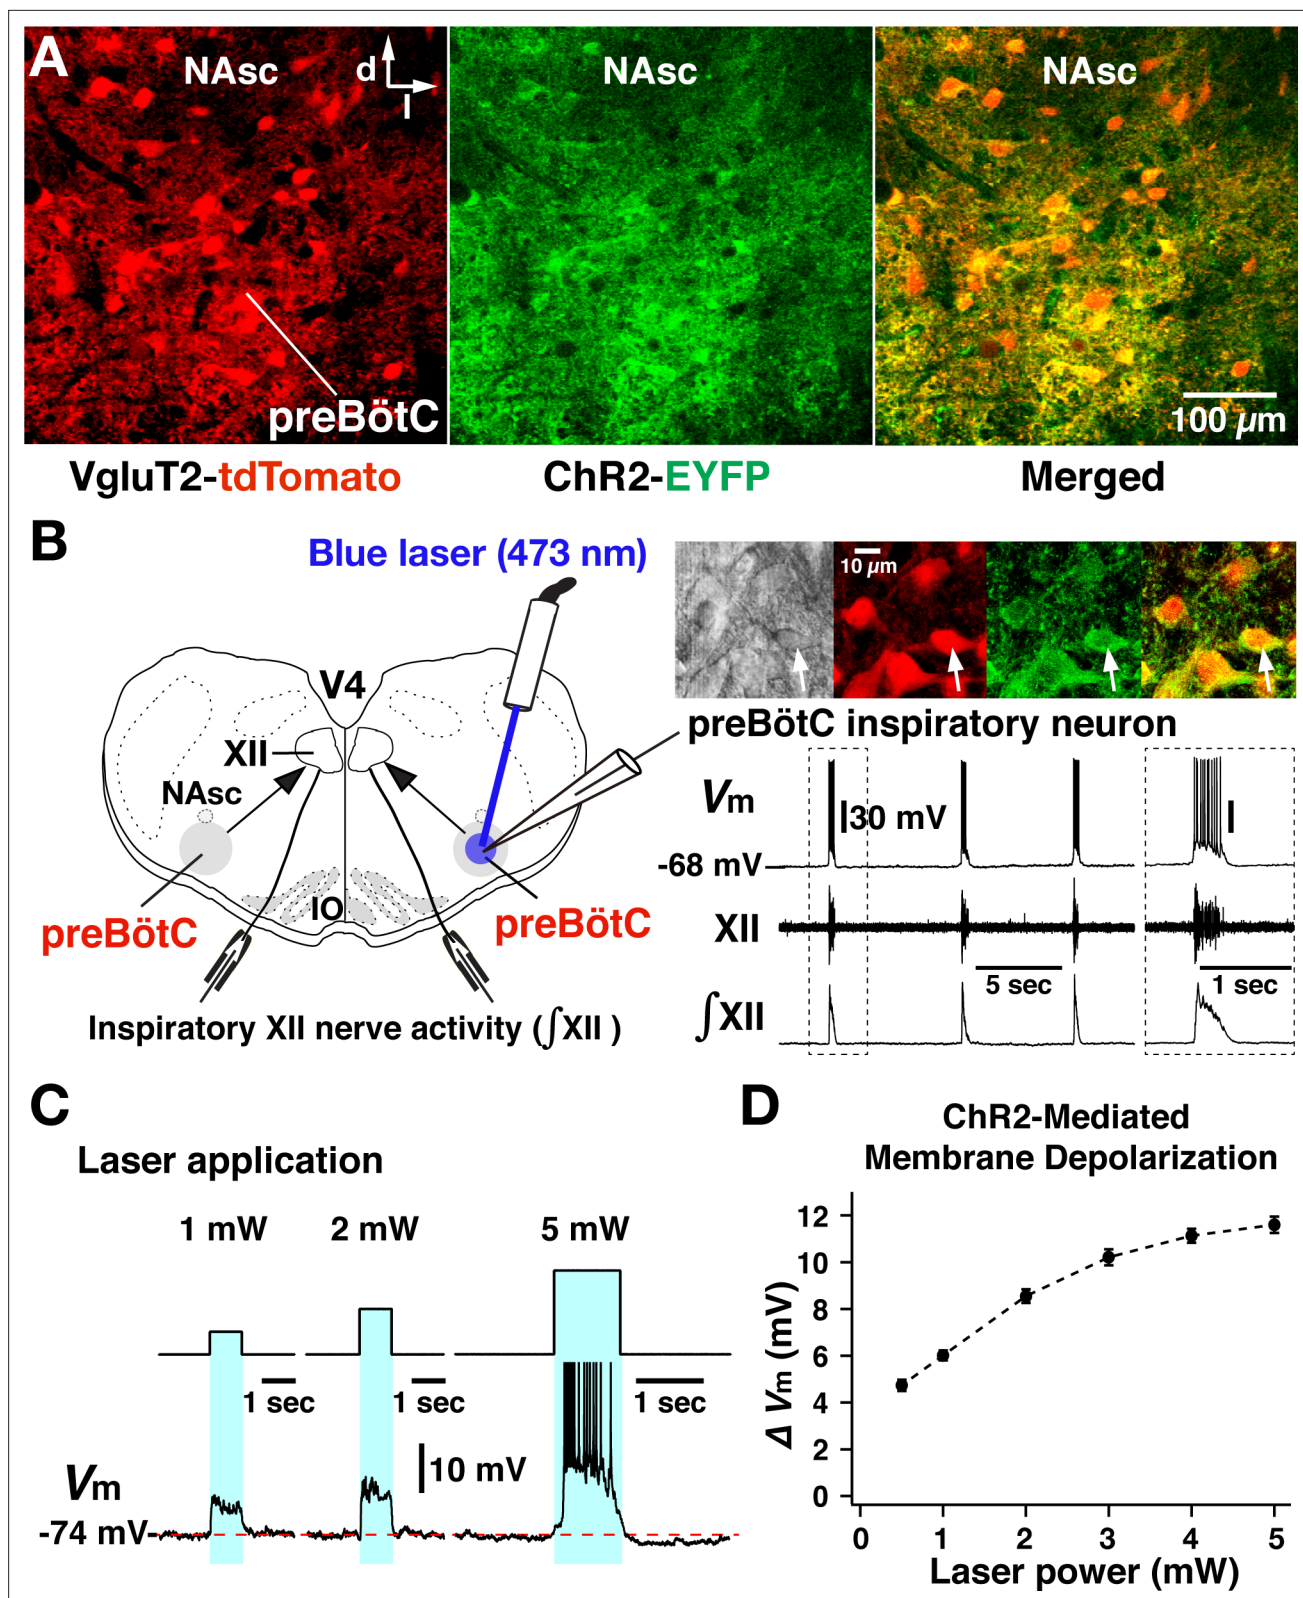 A
NAsc
d
l
preBötC
NAsc
NAsc
100 µm
VgluT2-tdTomato
ChR2-EYFP
Merged
B
Blue laser (473 nm)
V4
XII
NAsc
preBötC
IO
preBötC
Inspiratory XII nerve activity (∫XII )
10 µm
preBötC inspiratory neuron
Vm
30 mV
-68 mV
XII
5 sec
1 sec
∫XII
C
Laser application
1 mW
2 mW
5 mW
1 sec
1 sec
1 sec
10 mV
Vm
-74 mV
D
ChR2-Mediated
Membrane Depolarization
Δ Vm (mV)
12
10
8
6
4
2
0
0 1 2 3 4 5
Laser power (mW)